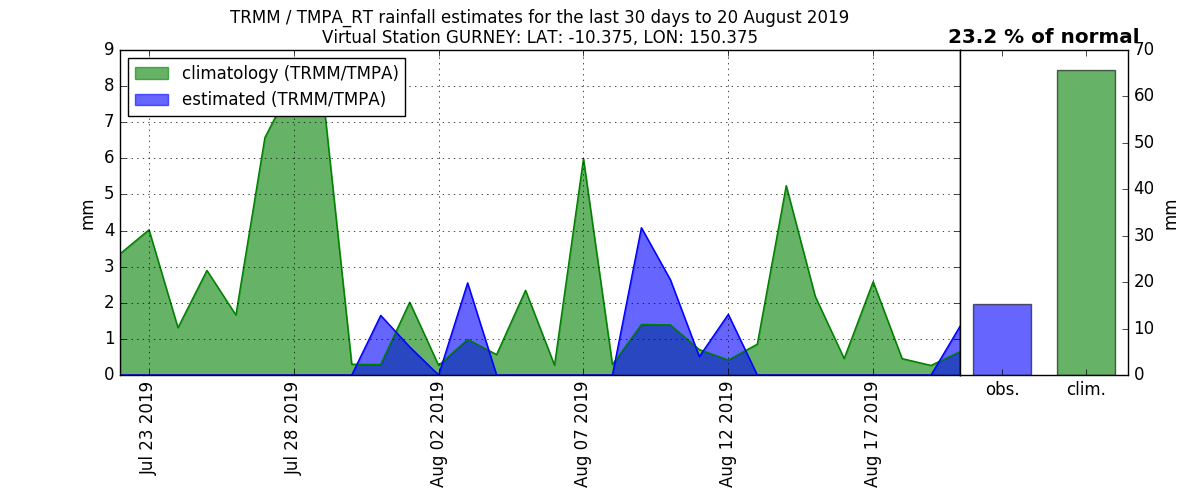 TRMM / TMPA_RT rainfall estimates for the last 30 days to 20 August 2019
Virtual Station GURNEY: LAT: -10.375, LON: 150.375
23.2 % of normal
climatology (TRMM/TMPA)
estimated (TRMM/TMPA)
mm
9
8
7
6
5
4
3
2
1
0
Jul 23 2019
Jul 28 2019
Aug 02 2019
Aug 07 2019
Aug 12 2019
Aug 17 2019
70
60
50
40
30
20
10
0
mm
obs.
clim.